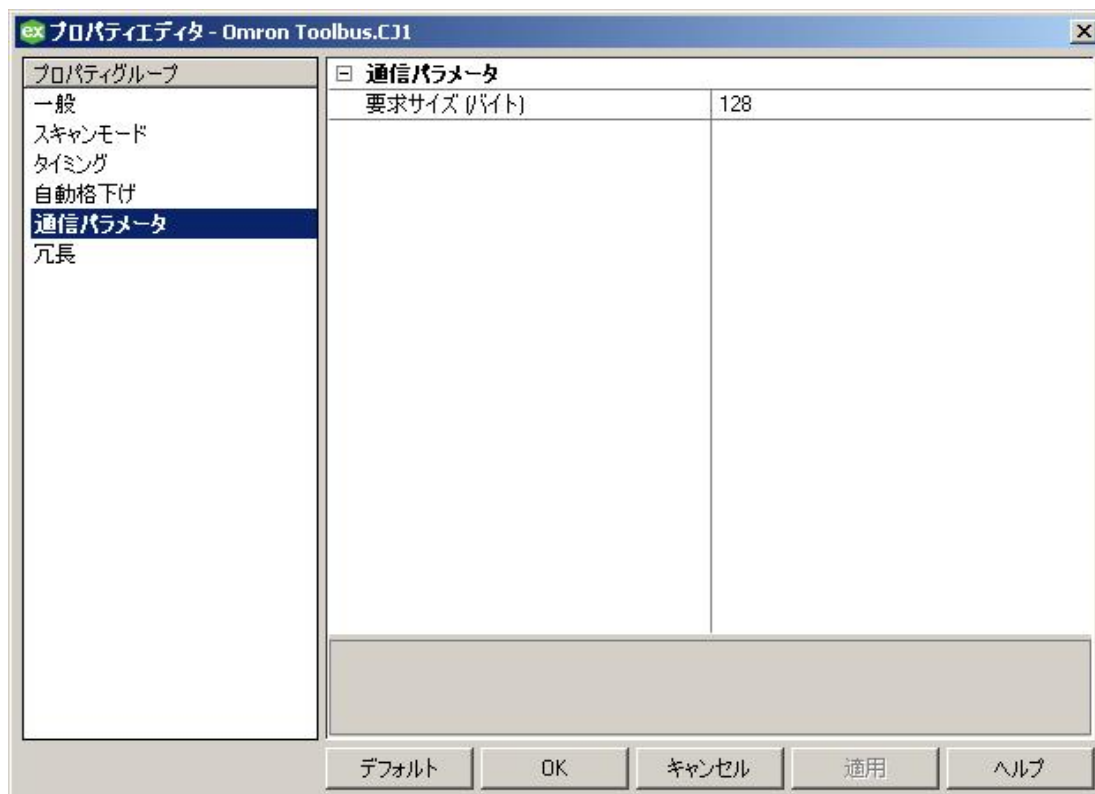 ex プロパティエディタ - Omron Toolbus.CJ1
プロパティグループ
一般
スキャンモード
タイミング
自動格下げ
通信パラメータ
冗長
通信パラメータ
要求サイズ (バイト) 128
デフォルト OK キャンセル 適用 ヘルプ